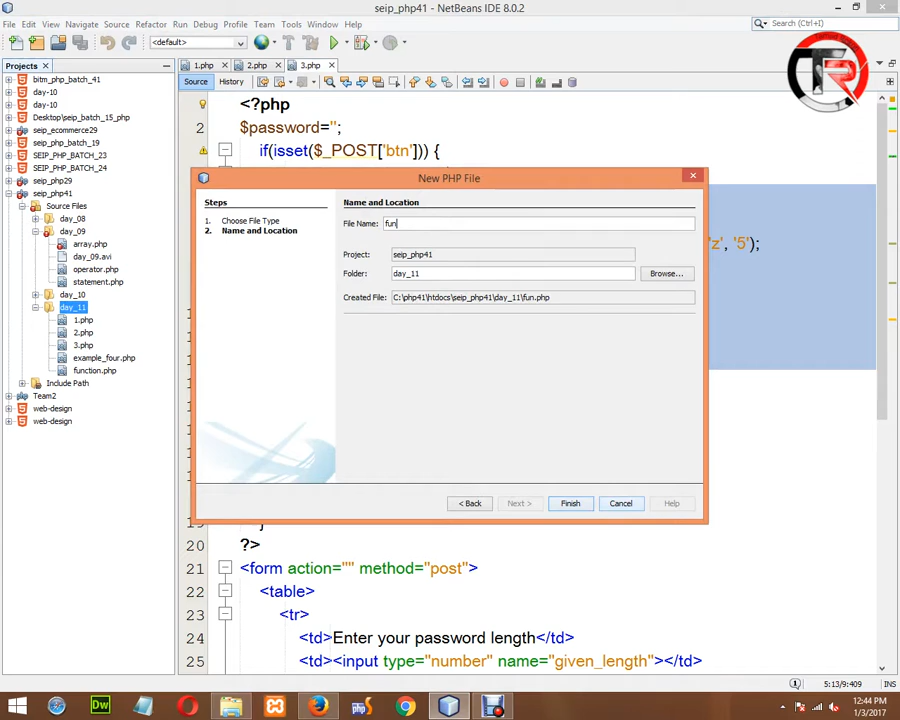 seip_php41 - NetBeans IDE 8.0.2
File Edit View Navigate Source Refactor Run Debug Profile Team Tools Window Help
Search (Ctrl+I)
<default>
Projects
1.php
2.php
3.php
Source
History
bitm_php_batch_41
day-10
day-10
Desktop\seip_batch_15_php
seip_ecommerce29
seip_php_batch_19
SEIP_PHP_BATCH_23
SEIP_PHP_BATCH_24
seip_php29
seip_php41
Source Files
day_08
day_09
array.php
day_09.avi
operator.php
statement.php
day_10
day_11
1.php
2.php
3.php
example_four.php
function.php
Include Path
Team2
web-design
web-design
<?php
2 $password='';
if(isset($_POST['btn'])) {
'z', '5');
New PHP File
Steps
1. Choose File Type
2. Name and Location
Name and Location
File Name: fun
Project: seip_php41
Folder: day_11
Browse...
Created File: C:\php41\htdocs\seip_php41\day_11\fun.php
< Back
Next >
Finish
Cancel
Help
19 }
20 ?>
21 <form action="" method="post">
22 <table>
23 <tr>
24 <td>Enter your password length</td>
25 <td><input type="number" name="given_length"></td>
5:13/9:409
INS
12:44 PM
1/3/2017